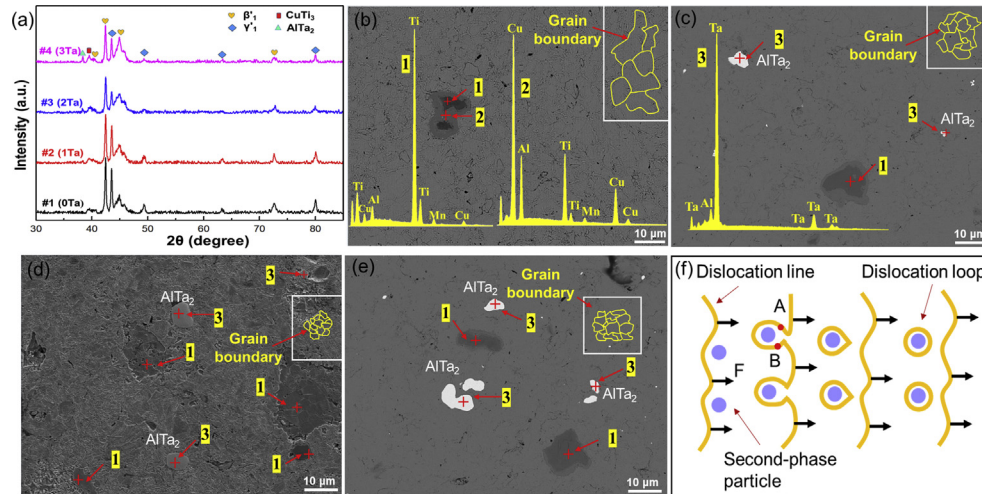 (a)
β'₁
CuTi₃
γ'₁
AlTa₂
#4 (3Ta)
#3 (2Ta)
#2 (1Ta)
#1 (0Ta)
Intensity (a.u.)
30 40 50 60 70 80
2θ (degree)
(b)
Grain
boundary
Ti
1
Cu
2
1
2
Al
Ti
Ti
Cu
Al
Ti
Mn
Cu
Ti
Mn
Cu
Cu
10 μm
(c)
Grain
boundary
Ta
3
3
AlTa₂
3
AlTa₂
1
Ta
Al
Ta
Ta
Ta
Ta
10 μm
(d)
3
AlTa₂
AlTa₂
3
Grain
boundary
1
1
AlTa₂
3
1
1
10 μm
(e)
Grain
boundary
AlTa₂
3
1
AlTa₂
3
3
AlTa₂
1
10 μm
(f)
Dislocation line
Dislocation loop
A
B
F
Second-phase
particle